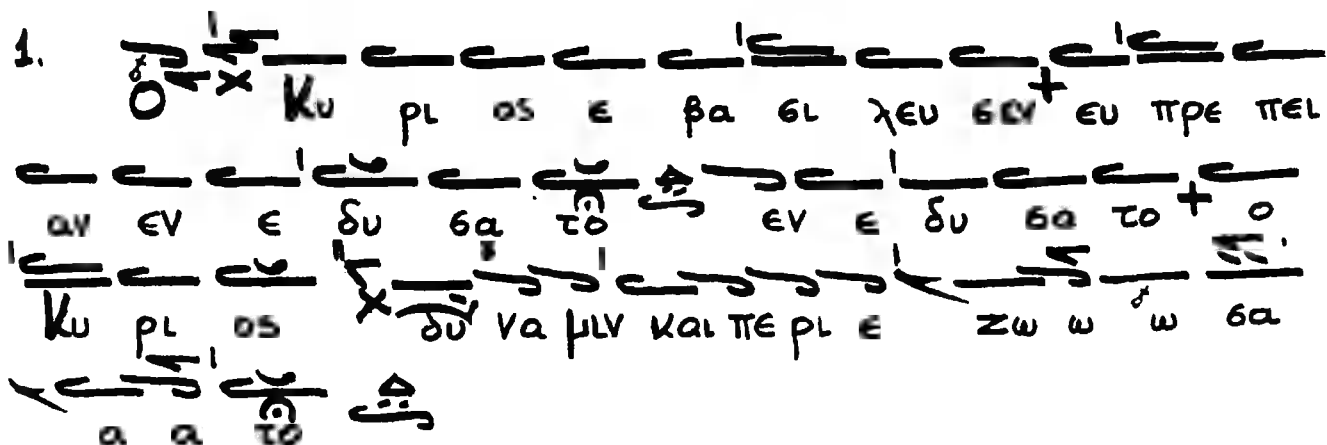 1. Ο Κυ ρι ος ε βα σι λευ σεν ευ πρε πει
αν εν ε δυ σα το εν ε δυ σα το ο
Κυ ρι ος δυ να μιν και πε ρι ε ζω ω ω σα
α α το